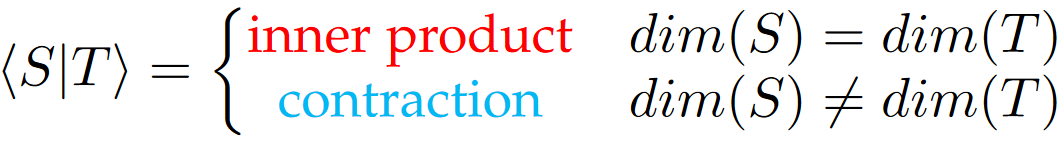 ⟨S|T⟩ = { inner product dim(S) = dim(T)
contraction dim(S) ≠ dim(T)